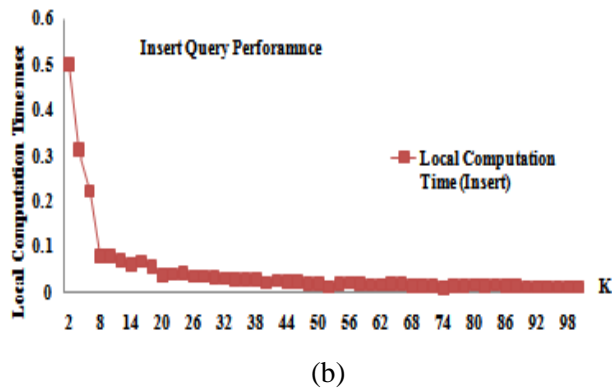 0.6
Insert Query Perforamnce
0.5
0.4
0.3
Local Computation
Time (Insert)
0.2
0.1
0
K
2 8 14 20 26 32 38 44 50 56 62 68 74 80 86 92 98
Local Computation Time mset
(b)